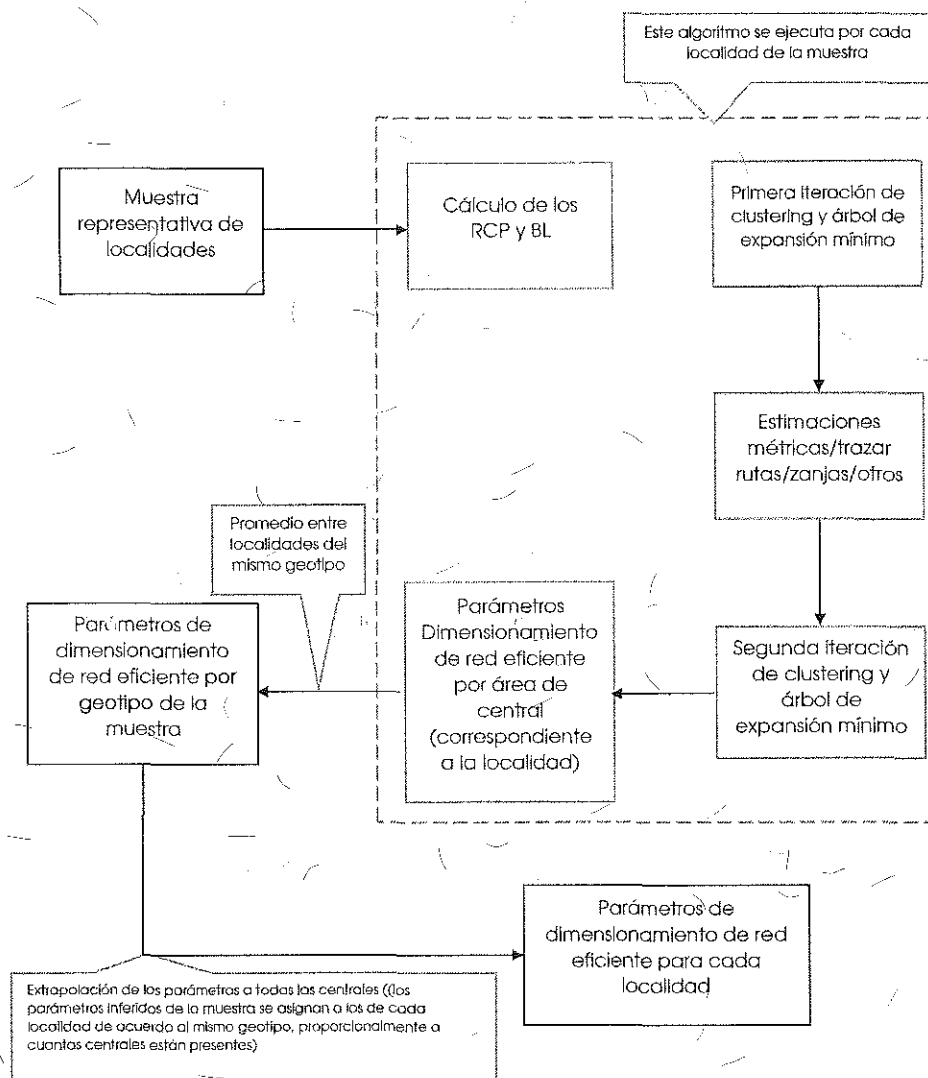 Este algoritmo se ejecuta por cada
localidad de la muestra
Muestra
representativa de
localidades
Cálculo de los
RCP y BL
Primera iteración de
clustering y árbol de
expansión mínimo
Estimaciones
métricas/trazar
rutas/zanjas/otros
Promedio entre
localidades del
mismo geotipo
Parámetros de
dimensionamiento
de red eficiente por
geotipo de la
muestra
Parámetros
Dimensionamiento
de red eficiente
por área de
central
(correspondiente
a la localidad)
Segunda iteración
de clustering y
árbol de
expansión mínimo
Parámetros de
dimensionamiento de red
eficiente para cada
localidad
Extrapolación de los parámetros a todas las centrales ((los
parámetros inferidos de la muestra se asignan a los de cada
localidad de acuerdo al mismo geotipo, proporcionalmente a
cuantas centrales están presentes)